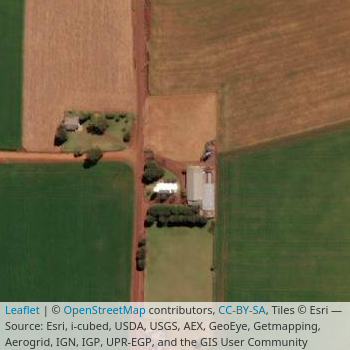 Leaflet | © OpenStreetMap contributors, CC-BY-SA, Tiles © Esri —
Source: Esri, i-cubed, USDA, USGS, AEX, GeoEye, Getmapping,
Aerogrid, IGN, IGP, UPR-EGP, and the GIS User Community